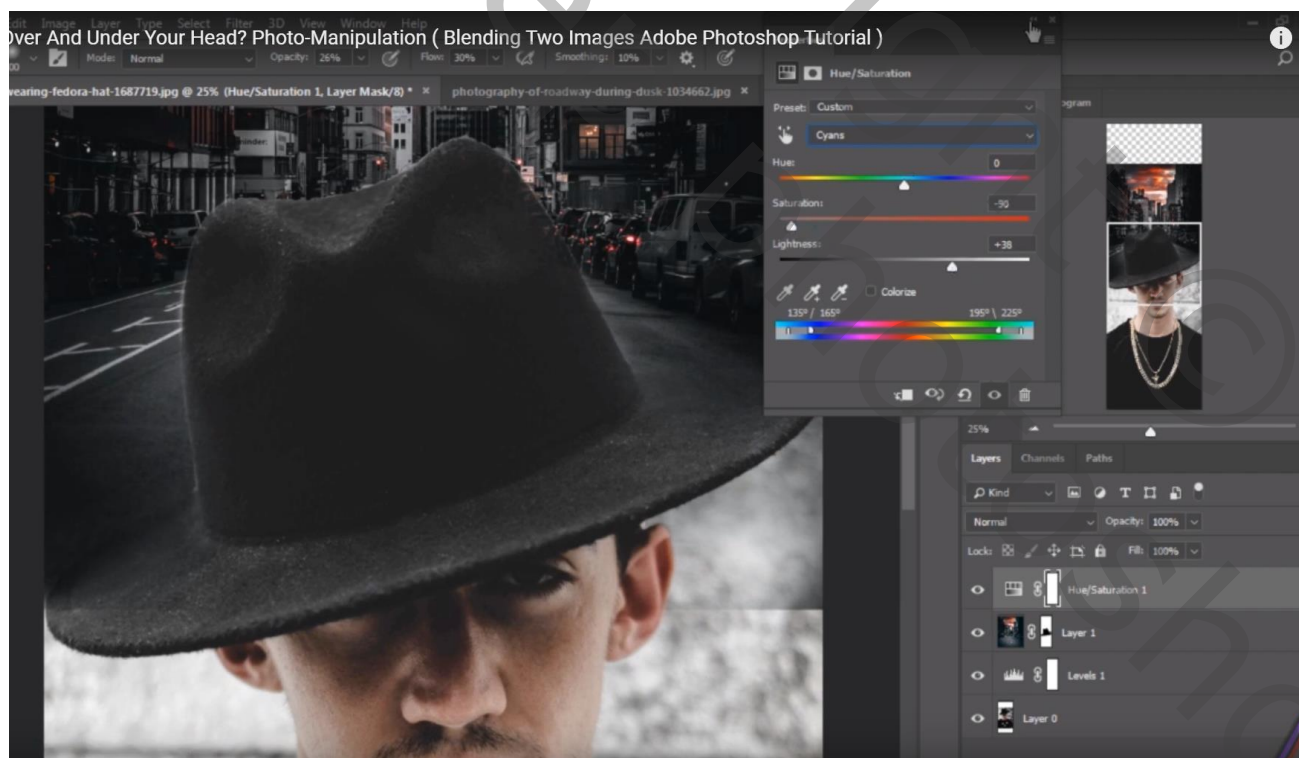 dit Image Layer Type Select Filter 3D View Window Help
Over And Under Your Head? Photo-Manipulation ( Blending Two Images Adobe Photoshop Tutorial )
Mode: Normal Opacity: 26% Flow: 30% Smoothing: 10%
wearing-fedora-hat-1687719.jpg @ 25% (Hue/Saturation 1, Layer Mask/8) * × photography-of-roadway-during-dusk-1034662.jpg ×
Hue/Saturation
Preset: Custom
Cyans
Hue: 0
Saturation: -90
Lightness: +38
Colorize
135° / 165° 195° \ 225°
ogram
25%
Layers Channels Paths
Kind
Normal Opacity: 100%
Lock: Fill: 100%
Hue/Saturation 1
Layer 1
Levels 1
Layer 0